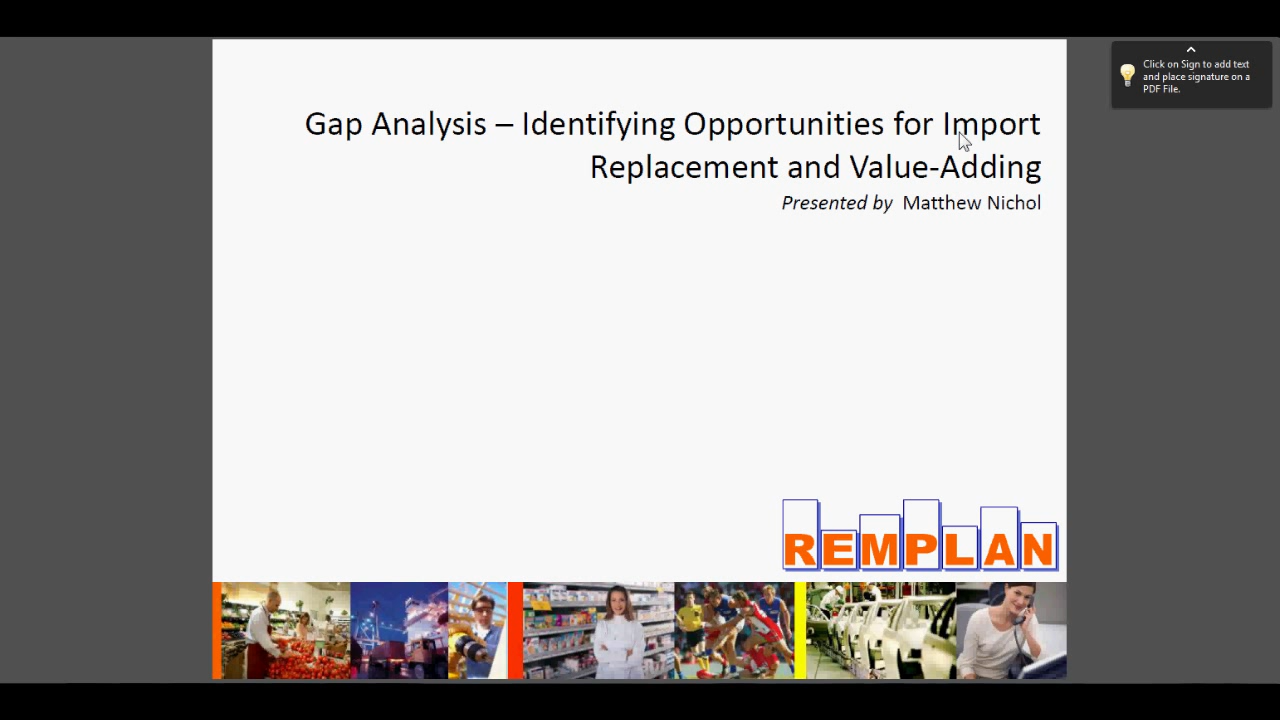 Gap Analysis – Identifying Opportunities for Import
Replacement and Value-Adding
Presented by Matthew Nichol
REMPLAN
Click on Sign to add text
and place signature on a
PDF File.